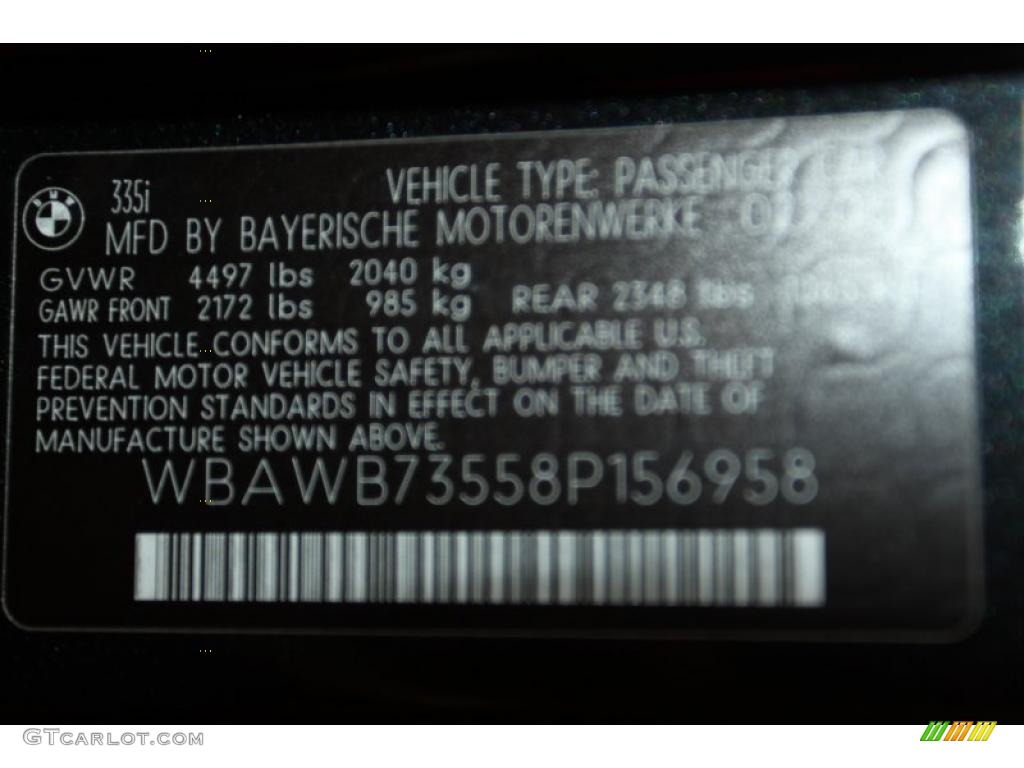 BMW
335i
VEHICLE TYPE: PASSENGER CAR
MFD BY BAYERISCHE MOTORENWERKE
GVWR 4497 lbs 2040 kg
GAWR FRONT 2172 lbs 985 kg REAR 2348 lbs
THIS VEHICLE CONFORMS TO ALL APPLICABLE U.S.
FEDERAL MOTOR VEHICLE SAFETY, BUMPER AND THEFT
PREVENTION STANDARDS IN EFFECT ON THE DATE OF
MANUFACTURE SHOWN ABOVE.
WBAWB73558P156958
GTCARLOT.COM